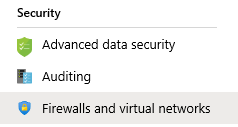 Security
Advanced data security
Auditing
Firewalls and virtual networks